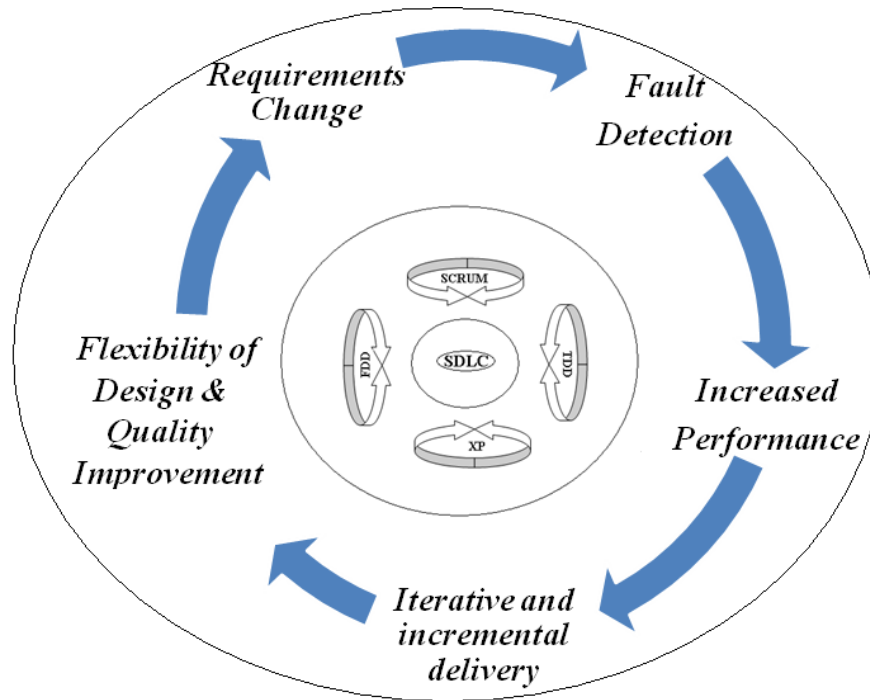 Requirements
Change
Fault
Detection
Increased
Performance
Iterative and
incremental
delivery
Flexibility of
Design &
Quality
Improvement
SCRUM
TDD
XP
FDD
SDLC